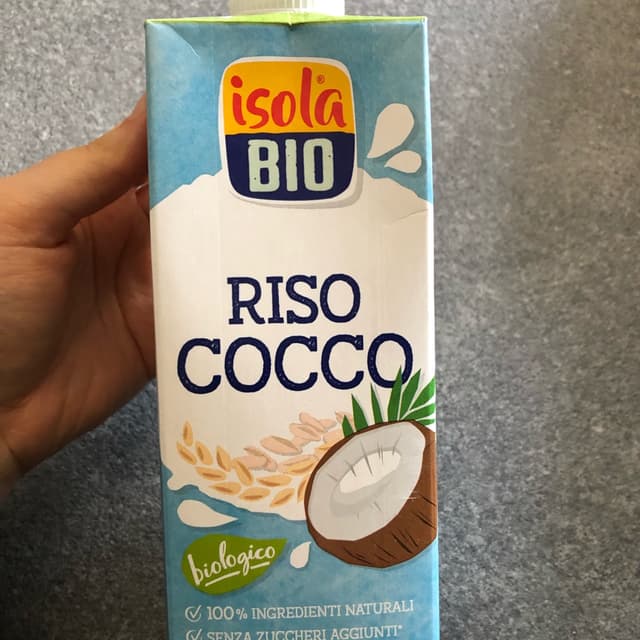 isola®
BIO
RISO
COCCO
biologico
100% INGREDIENTI NATURALI
SENZA ZUCCHERI AGGIUNTI*